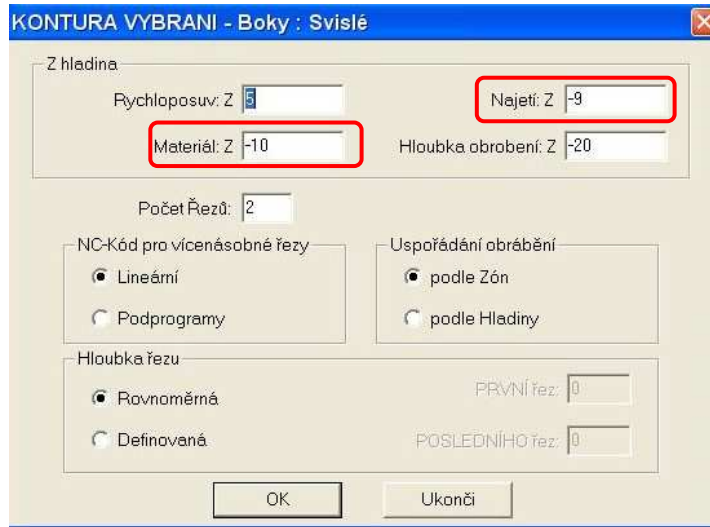 KONTURA VYBRANI - Boky : Svislé
Z hladina
Rychloposuv: Z 5 Najetí: Z -9
Materiál: Z -10 Hloubka obrobení: Z -20
Počet Řezů: 2
NC-Kód pro vícenásobné řezy Uspořádání obrábění
Lineární podle Zón
Podprogramy podle Hladiny
Hloubka řezu
Rovnoměrná PRVNÍ řez: 0
Definovaná POSLEDNÍHO řez: 0
OK Ukonči